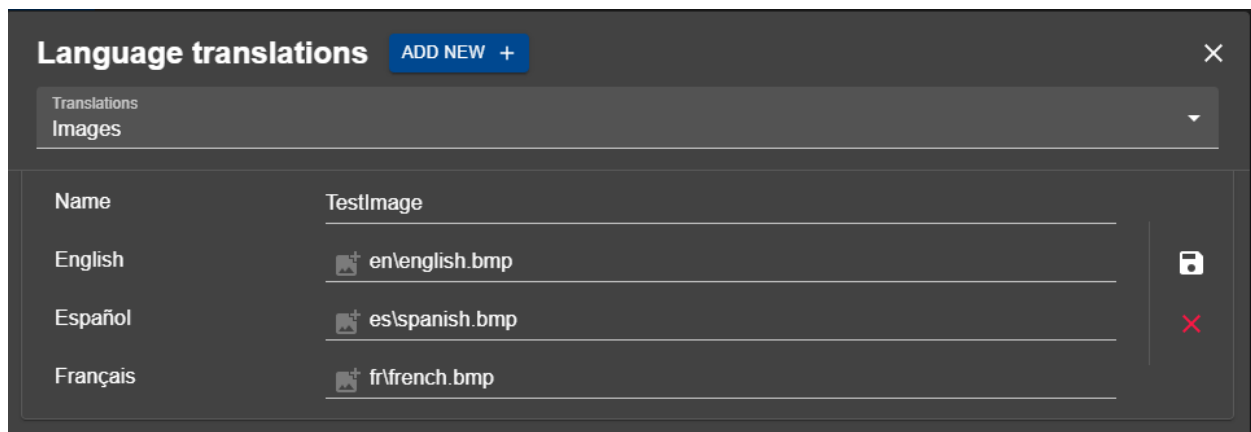 Language translations ADD NEW +
Translations
Images
Name TestImage
English en\english.bmp
Español es\spanish.bmp
Français fr\french.bmp